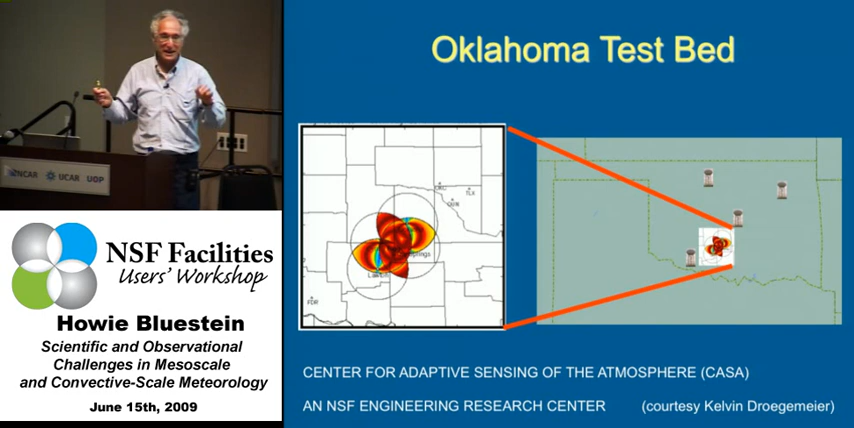 NCAR UCAR UOP
NSF Facilities
Users' Workshop
Howie Bluestein
Scientific and Observational
Challenges in Mesoscale
and Convective-Scale Meteorology
June 15th, 2009
Oklahoma Test Bed
TLX
FDR
CENTER FOR ADAPTIVE SENSING OF THE ATMOSPHERE (CASA)
AN NSF ENGINEERING RESEARCH CENTER (courtesy Kelvin Droegemeier)